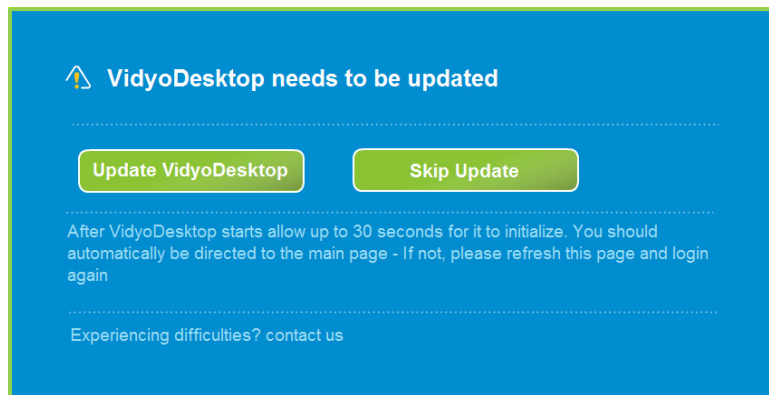 VidyoDesktop needs to be updated
Update VidyoDesktop
Skip Update
After VidyoDesktop starts allow up to 30 seconds for it to initialize. You should
automatically be directed to the main page - If not, please refresh this page and login
again
Experiencing difficulties? contact us